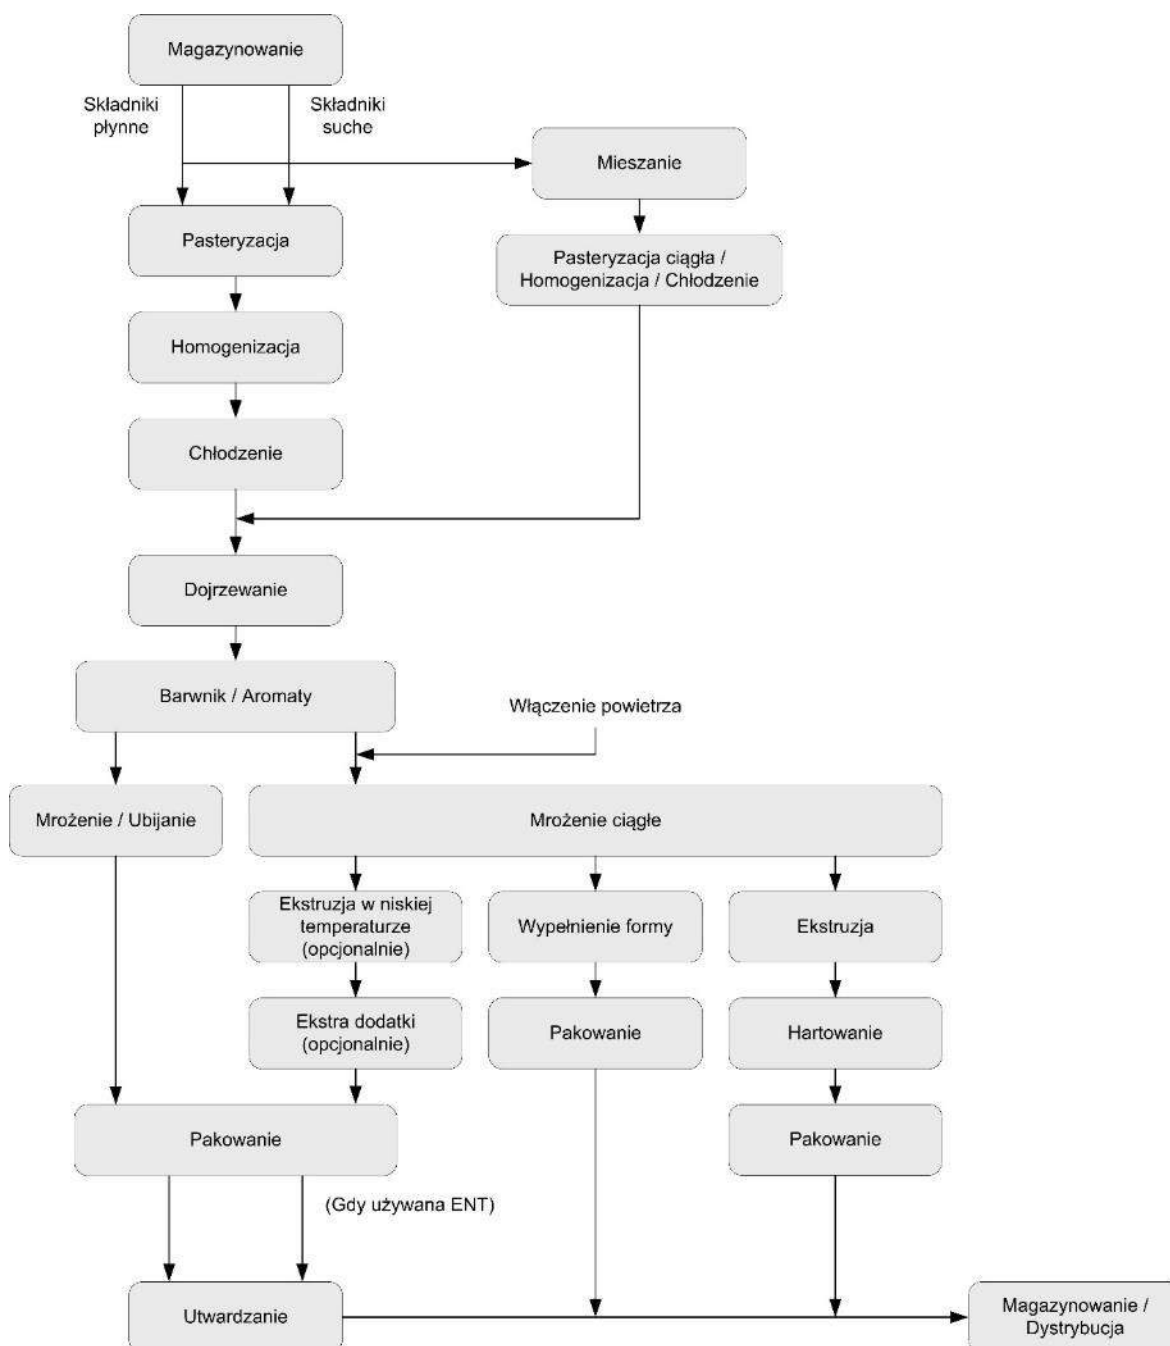 Magazynowanie
Składniki
płynne
Składniki
suche
Mieszanie
Pasteryzacja
Pasteryzacja ciągła /
Homogenizacja / Chłodzenie
Homogenizacja
Chłodzenie
Dojrzewanie
Barwnik / Aromaty
Włączenie powietrza
Mrożenie / Ubijanie
Mrożenie ciągłe
Ekstruzja w niskiej
temperaturze
(opcjonalnie)
Wypełnienie formy
Ekstruzja
Ekstra dodatki
(opcjonalnie)
Pakowanie
Hartowanie
Pakowanie
Pakowanie
(Gdy używana ENT)
Utwardzanie
Magazynowanie /
Dystrybucja